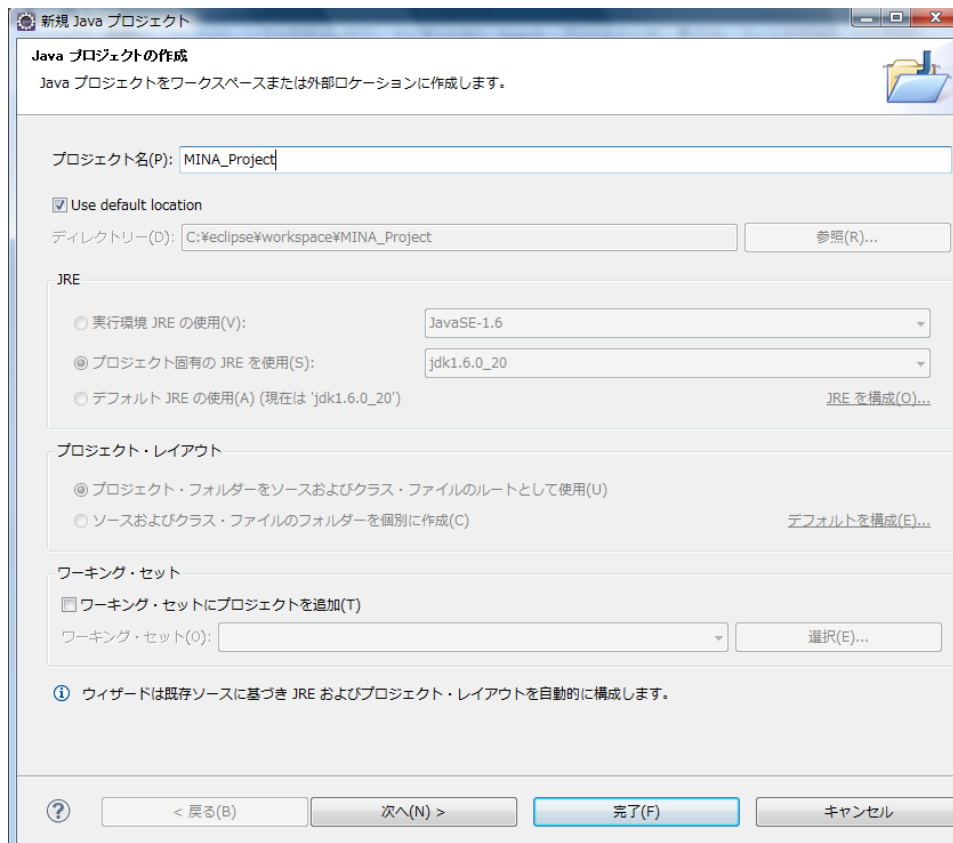 新規 Java プロジェクト
Java プロジェクトの作成
Java プロジェクトをワークスペースまたは外部ロケーションに作成します。
プロジェクト名(P): MINA_Project
Use default location
ディレクトリー(D): C:¥eclipse¥workspace¥MINA_Project 参照(R)...
JRE
実行環境 JRE の使用(V): JavaSE-1.6
プロジェクト固有の JRE を使用(S): jdk1.6.0_20
デフォルト JRE の使用(A) (現在は 'jdk1.6.0_20') JRE を構成(O)...
プロジェクト・レイアウト
プロジェクト・フォルダーをソースおよびクラス・ファイルのルートとして使用(U)
ソースおよびクラス・ファイルのフォルダーを個別に作成(C) デフォルトを構成(E)...
ワーキング・セット
ワーキング・セットにプロジェクトを追加(T)
ワーキング・セット(O): 選択(E)...
ウィザードは既存ソースに基づき JRE およびプロジェクト・レイアウトを自動的に構成します。
< 戻る(B) 次へ(N) > 完了(F) キャンセル